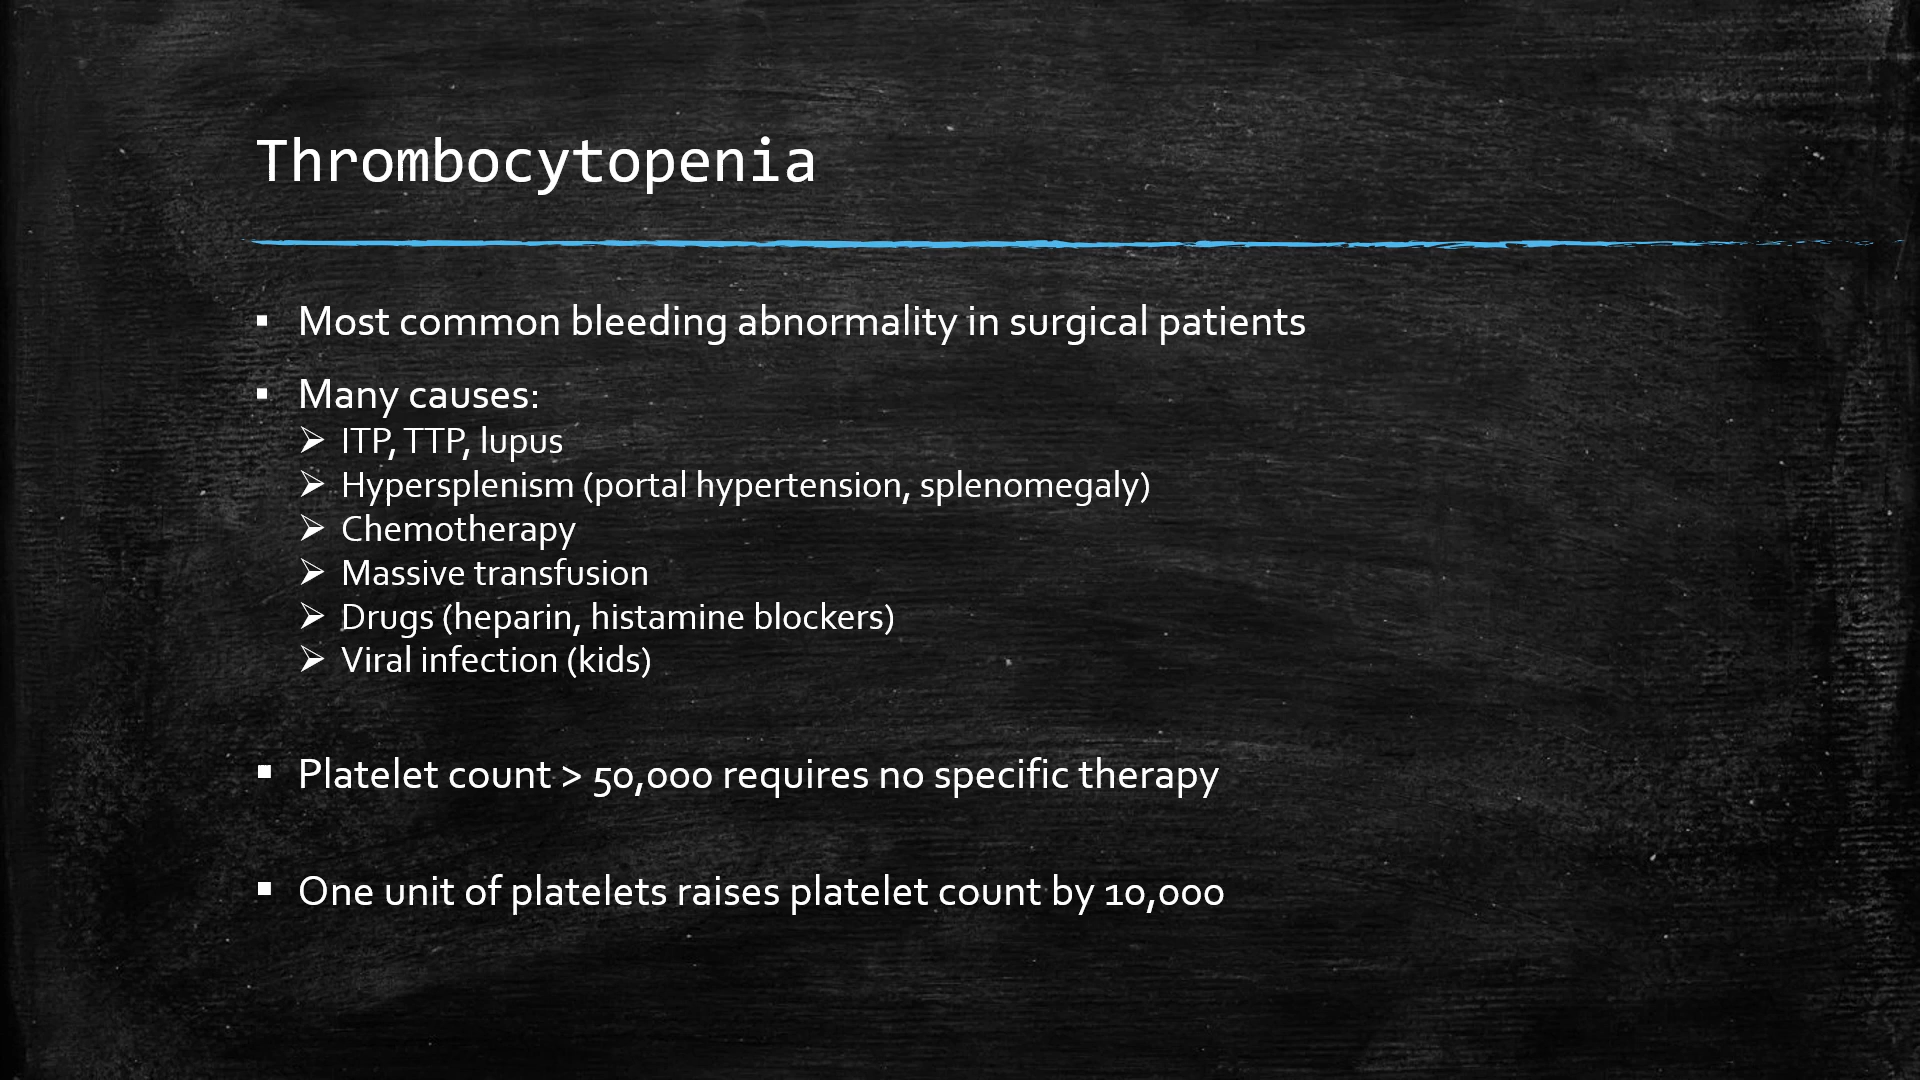 Thrombocytopenia
▪ Most common bleeding abnormality in surgical patients
▪ Many causes:
➢ ITP, TTP, lupus
➢ Hypersplenism (portal hypertension, splenomegaly)
➢ Chemotherapy
➢ Massive transfusion
➢ Drugs (heparin, histamine blockers)
➢ Viral infection (kids)
▪ Platelet count > 50,000 requires no specific therapy
▪ One unit of platelets raises platelet count by 10,000